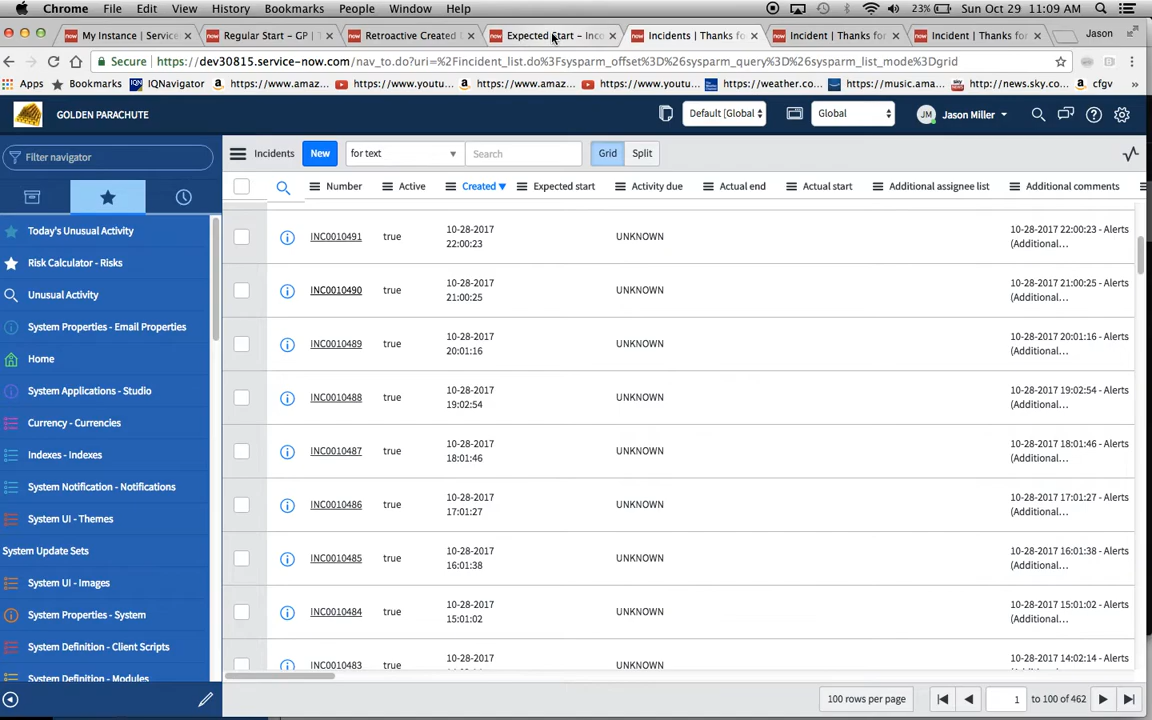 Chrome File Edit View History Bookmarks People Window Help 23% Sun Oct 29 11:09 AM
My Instance | Service Regular Start – GP | T Retroactive Created Expected Start – Inco Incidents | Thanks fo Incident | Thanks for Incident | Thanks for Jason
Secure https://dev30815.service-now.com/nav_to.do?uri=%2Fincident_list.do%3Fsysparm_offset%3D%26sysparm_query%3D%26sysparm_list_mode%3Dgrid
Apps Bookmarks IQNavigator https://www.amaz... https://www.youtu... https://www.amaz... https://www.youtu... https://weather.co... https://music.ama... http://news.sky.co... cfgv
GOLDEN PARACHUTE Default [Global Global JM Jason Miller
Filter navigator
Incidents New for text Search Grid Split
Number Active Created Expected start Activity due Actual end Actual start Additional assignee list Additional comments
Today's Unusual Activity
Risk Calculator - Risks
Unusual Activity
System Properties - Email Properties
Home
System Applications - Studio
Currency - Currencies
Indexes - Indexes
System Notification - Notifications
System UI - Themes
System Update Sets
System UI - Images
System Properties - System
System Definition - Client Scripts
System Definition - Modules
INC0010491 true 10-28-2017 22:00:23 UNKNOWN 10-28-2017 22:00:23 - Alerts (Additional...
INC0010490 true 10-28-2017 21:00:25 UNKNOWN 10-28-2017 21:00:25 - Alerts (Additional...
INC0010489 true 10-28-2017 20:01:16 UNKNOWN 10-28-2017 20:01:16 - Alerts (Additional...
INC0010488 true 10-28-2017 19:02:54 UNKNOWN 10-28-2017 19:02:54 - Alerts (Additional...
INC0010487 true 10-28-2017 18:01:46 UNKNOWN 10-28-2017 18:01:46 - Alerts (Additional...
INC0010486 true 10-28-2017 17:01:27 UNKNOWN 10-28-2017 17:01:27 - Alerts (Additional...
INC0010485 true 10-28-2017 16:01:38 UNKNOWN 10-28-2017 16:01:38 - Alerts (Additional...
INC0010484 true 10-28-2017 15:01:02 UNKNOWN 10-28-2017 15:01:02 - Alerts (Additional...
INC0010483 true 10-28-2017 UNKNOWN 10-28-2017 14:02:14 - Alerts
100 rows per page 1 to 100 of 462